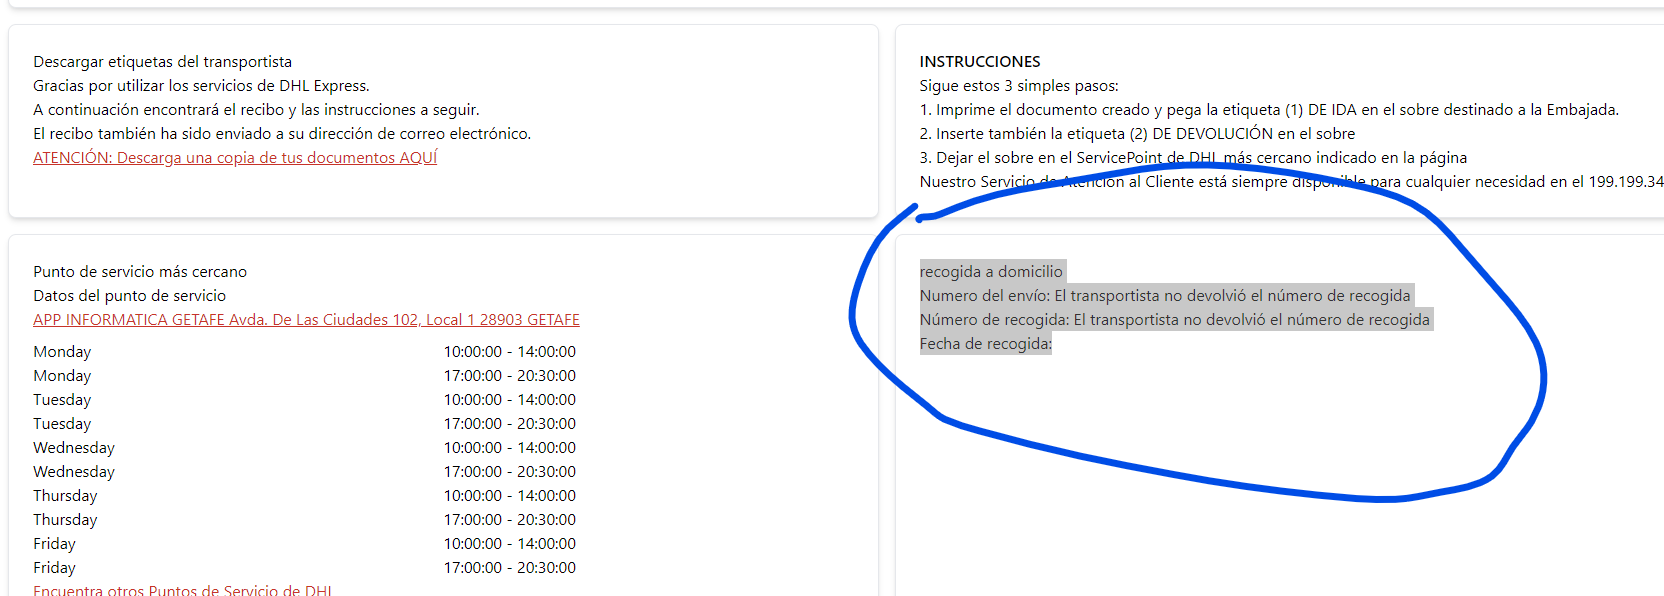 Descargar etiquetas del transportista
Gracias por utilizar los servicios de DHL Express.
A continuación encontrará el recibo y las instrucciones a seguir.
El recibo también ha sido enviado a su dirección de correo electrónico.
ATENCIÓN: Descarga una copia de tus documentos AQUÍ
INSTRUCCIONES
Sigue estos 3 simples pasos:
1. Imprime el documento creado y pega la etiqueta (1) DE IDA en el sobre destinado a la Embajada.
2. Inserte también la etiqueta (2) DE DEVOLUCIÓN en el sobre
3. Dejar el sobre en el ServicePoint de DHL más cercano indicado en la página
Nuestro Servicio de Atención al Cliente está siempre disponible para cualquier necesidad en el 199.199.34
Punto de servicio más cercano
Datos del punto de servicio
APP INFORMATICA GETAFE Avda. De Las Ciudades 102, Local 1 28903 GETAFE
Monday 10:00:00 - 14:00:00
Monday 17:00:00 - 20:30:00
Tuesday 10:00:00 - 14:00:00
Tuesday 17:00:00 - 20:30:00
Wednesday 10:00:00 - 14:00:00
Wednesday 17:00:00 - 20:30:00
Thursday 10:00:00 - 14:00:00
Thursday 17:00:00 - 20:30:00
Friday 10:00:00 - 14:00:00
Friday 17:00:00 - 20:30:00
Encuentra otros Puntos de Servicio de DHL
recogida a domicilio
Numero del envío: El transportista no devolvió el número de recogida
Número de recogida: El transportista no devolvió el número de recogida
Fecha de recogida: